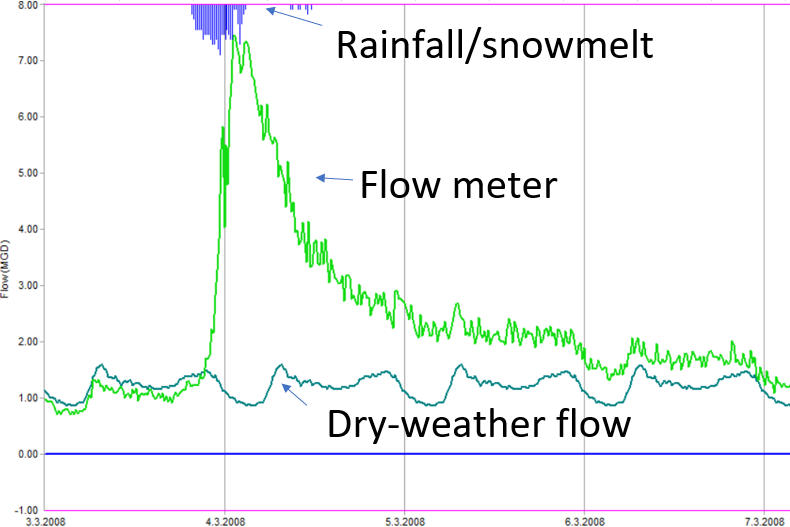 8.00
Rainfall/snowmelt
7.00
6.00
5.00
Flow meter
4.00
Flow (MGD)
3.00
2.00
1.00
Dry-weather flow
0.00
-1.00
3.3.2008 4.3.2008 5.3.2008 6.3.2008 7.3.2008